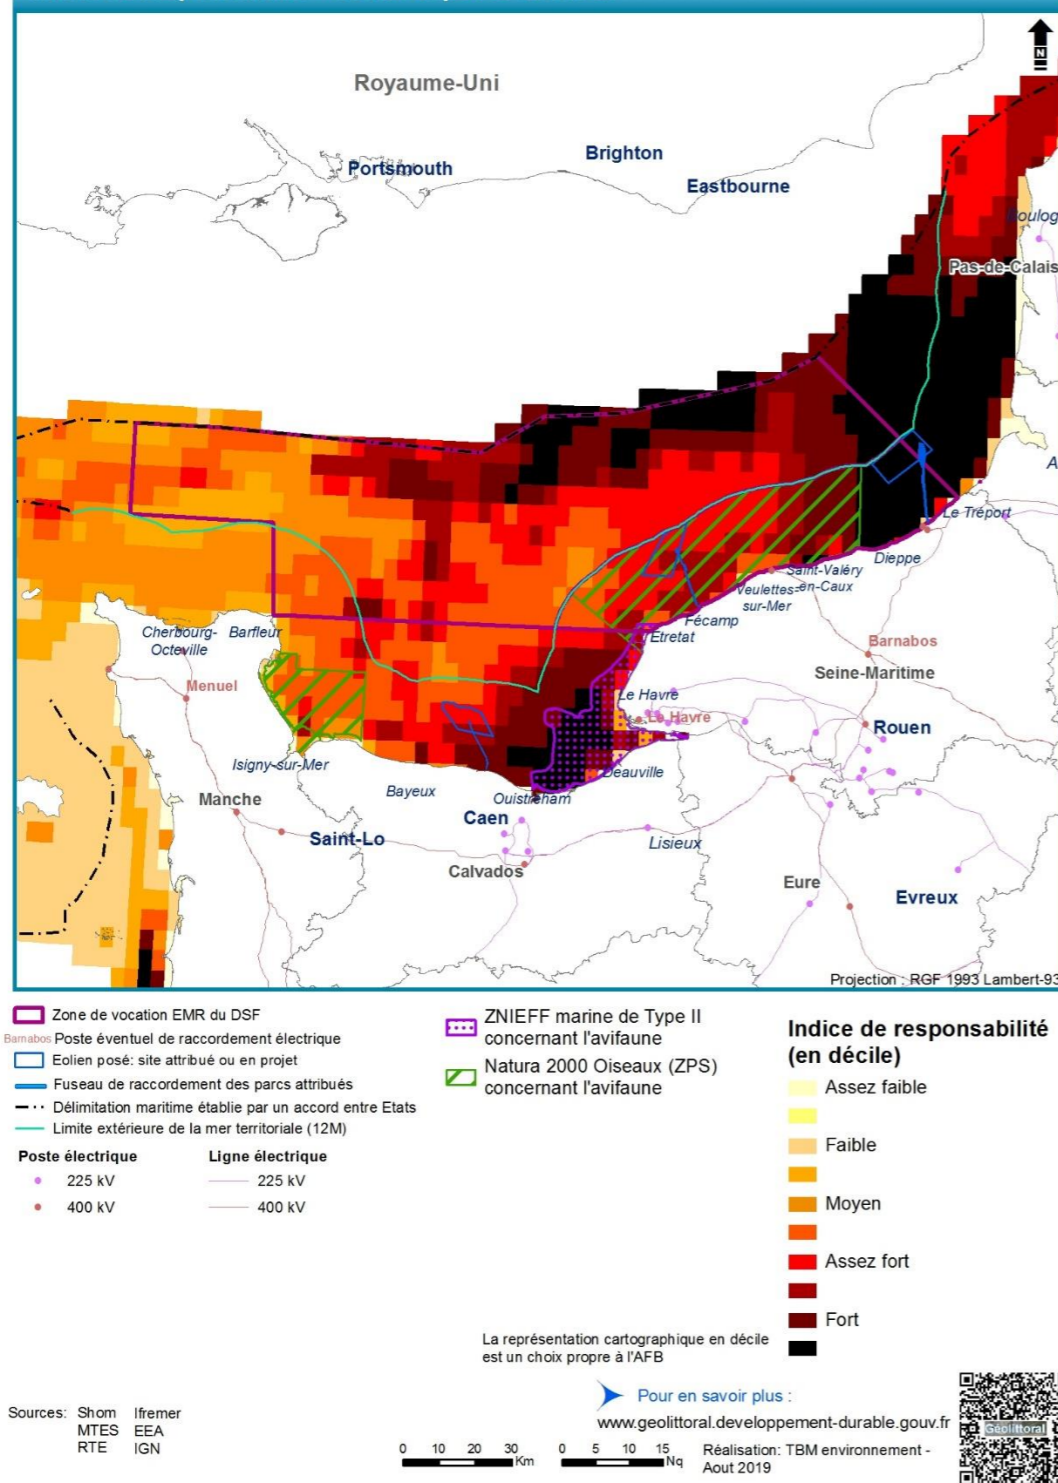 Royaume-Uni
N
Portsmouth
Brighton
Eastbourne
Boulog
Pas-de-Calais
A
Le Tréport
Dieppe
Saint-Valéry
-en-Caux
Veulettes-
sur-Mer
Fécamp
Etretat
Cherbourg-
Octeville
Barfleur
Menuel
Barnabos
Seine-Maritime
Le Havre
Le Havre
Rouen
Isigny-sur-Mer
Bayeux
Deauville
Ouistreham
Manche
Caen
Saint-Lo
Lisieux
Calvados
Eure
Evreux
Projection : RGF 1993 Lambert-93
Zone de vocation EMR du DSF
Barnabos Poste éventuel de raccordement électrique
Eolien posé: site attribué ou en projet
Fuseau de raccordement des parcs attribués
Délimitation maritime établie par un accord entre Etats
Limite extérieure de la mer territoriale (12M)
Poste électrique
225 kV
400 kV
Ligne électrique
225 kV
400 kV
ZNIEFF marine de Type II
concernant l'avifaune
Natura 2000 Oiseaux (ZPS)
concernant l'avifaune
Indice de responsabilité
(en décile)
Assez faible
Faible
Moyen
Assez fort
Fort
La représentation cartographique en décile
est un choix propre à l'AFB
Pour en savoir plus :
www.geolittoral.developpement-durable.gouv.fr
Sources: Shom Ifremer
MTES EEA
RTE IGN
0 10 20 30
Km
0 5 10 15
Nq
Réalisation: TBM environnement -
Aout 2019
Géolittoral